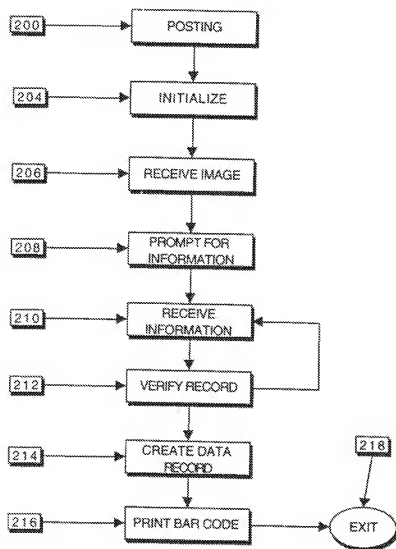 200
POSTING
204
INITIALIZE
206
RECEIVE IMAGE
208
PROMPT FOR
INFORMATION
210
RECEIVE
INFORMATION
212
VERIFY RECORD
214
CREATE DATA
RECORD
218
216
PRINT BAR CODE
EXIT